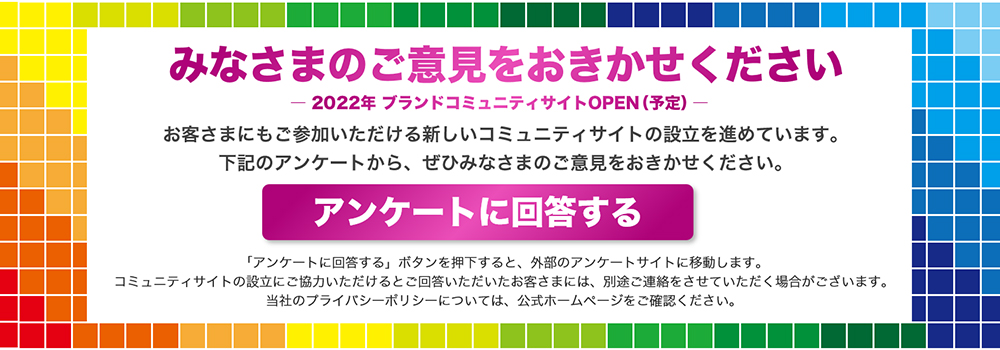 みなさまのご意見をおきかせください
― 2022年 ブランドコミュニティサイトOPEN（予定）―
お客さまにもご参加いただける新しいコミュニティサイトの設立を進めています。
下記のアンケートから、ぜひみなさまのご意見をおきかせください。
アンケートに回答する
「アンケートに回答する」ボタンを押下すると、外部のアンケートサイトに移動します。
コミュニティサイトの設立にご協力いただけるとご回答いただいたお客さまには、別途ご連絡をさせていただく場合がございます。
当社のプライバシーポリシーについては、公式ホームページをご確認ください。